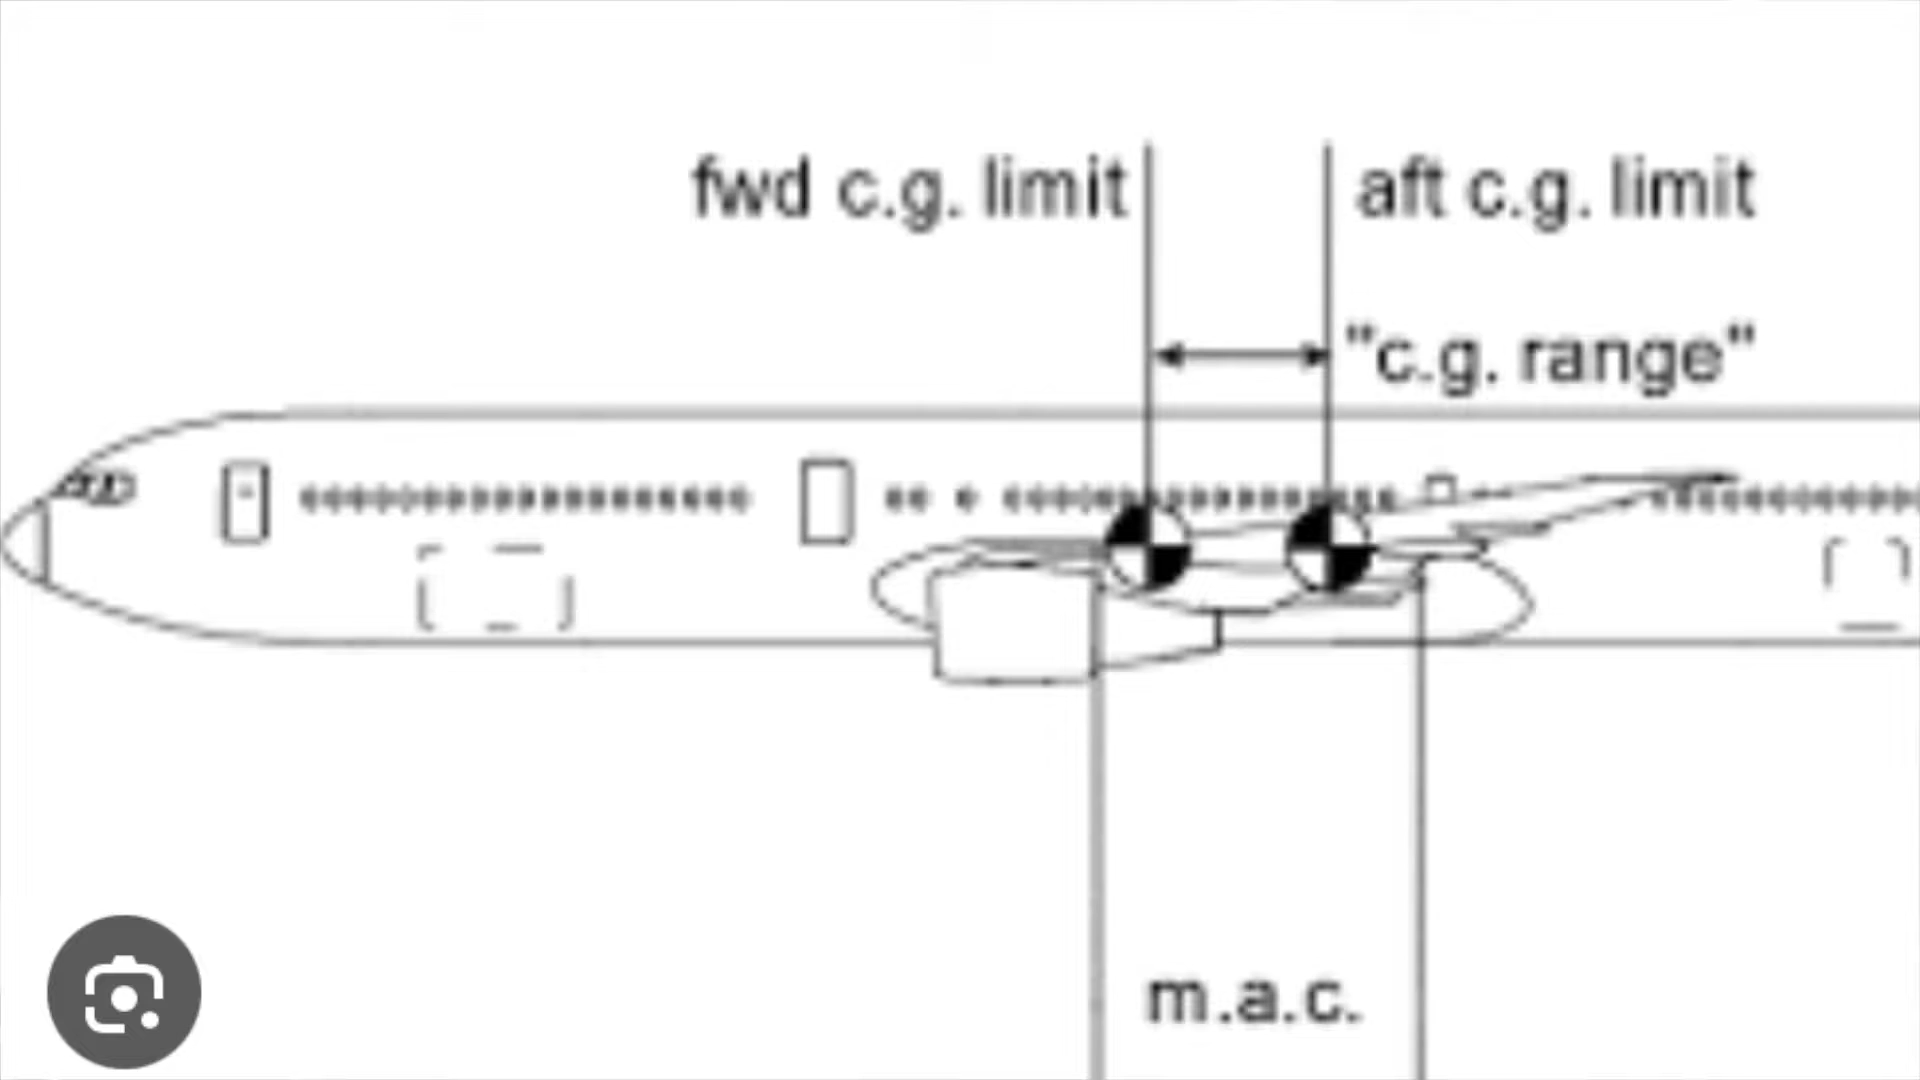 fwd c.g. limit
aft c.g. limit
"c.g. range"
m.a.c.